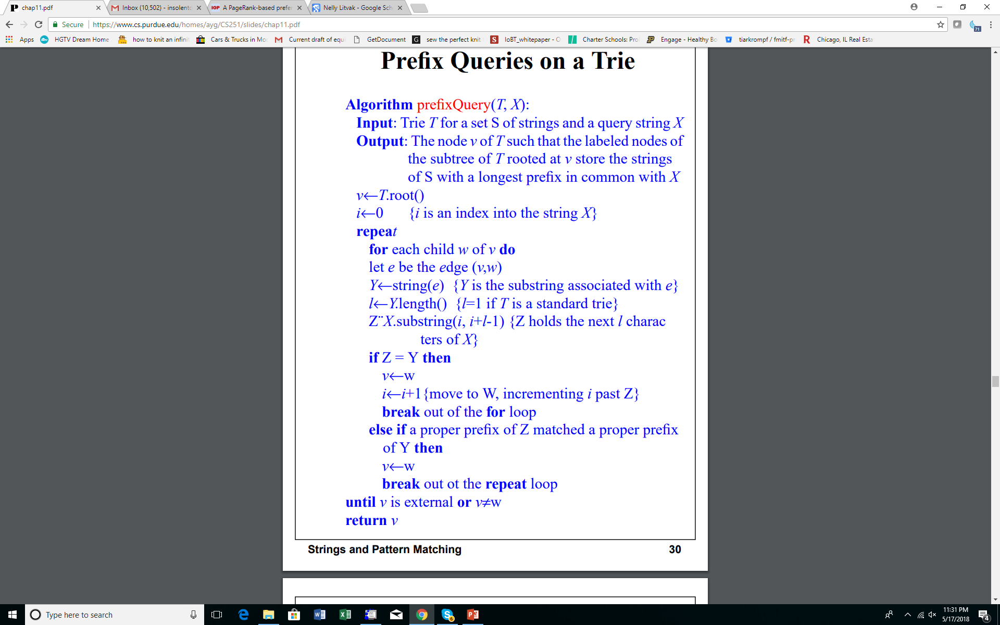 chap11.pdf
Inbox (10,502) - insolento
A PageRank-based prefer
Nelly Litvak - Google Sch
Secure https://www.cs.purdue.edu/homes/ayg/CS251/slides/chap11.pdf
71
Apps HGTV Dream Home how to knit an infinit Cars & Trucks in Mo Current draft of equi GetDocument sew the perfect knit IoBT_whitepaper - O Charter Schools: Pro Engage - Healthy Bo tiarkrompf / fmitf-pr Chicago, IL Real Esta
Prefix Queries on a Trie
Algorithm prefixQuery(T, X):
Input: Trie T for a set S of strings and a query string X
Output: The node v of T such that the labeled nodes of
the subtree of T rooted at v store the strings
of S with a longest prefix in common with X
v←T.root()
i←0 {i is an index into the string X}
repeat
for each child w of v do
let e be the edge (v,w)
Y←string(e) {Y is the substring associated with e}
l←Y.length() {l=1 if T is a standard trie}
Z¨X.substring(i, i+l-1) {Z holds the next l charac
ters of X}
if Z = Y then
v←w
i←i+1{move to W, incrementing i past Z}
break out of the for loop
else if a proper prefix of Z matched a proper prefix
of Y then
v←w
break out ot the repeat loop
until v is external or v≠w
return v
Strings and Pattern Matching 30
Type here to search
11:31 PM
5/17/2018